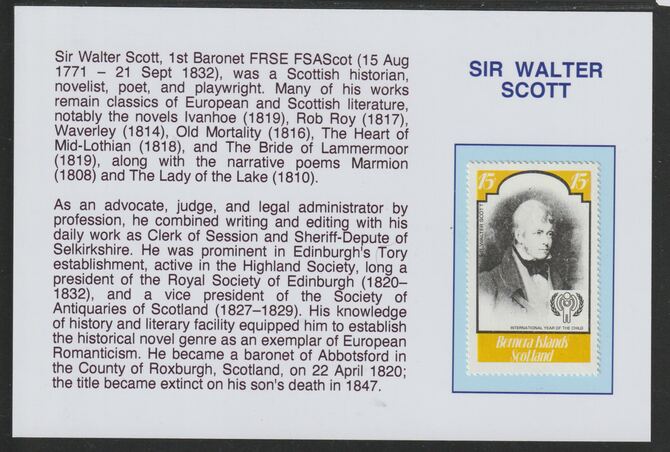 Sir Walter Scott, 1st Baronet FRSE FSAScot (15 Aug
1771 – 21 Sept 1832), was a Scottish historian,
novelist, poet, and playwright. Many of his works
remain classics of European and Scottish literature,
notably the novels Ivanhoe (1819), Rob Roy (1817),
Waverley (1814), Old Mortality (1816), The Heart of
Mid-Lothian (1818), and The Bride of Lammermoor
(1819), along with the narrative poems Marmion
(1808) and The Lady of the Lake (1810).
As an advocate, judge, and legal administrator by
profession, he combined writing and editing with his
daily work as Clerk of Session and Sheriff-Depute of
Selkirkshire. He was prominent in Edinburgh's Tory
establishment, active in the Highland Society, long a
president of the Royal Society of Edinburgh (1820–
1832), and a vice president of the Society of
Antiquaries of Scotland (1827–1829). His knowledge
of history and literary facility equipped him to establish
the historical novel genre as an exemplar of European
Romanticism. He became a baronet of Abbotsford in
the County of Roxburgh, Scotland, on 22 April 1820;
the title became extinct on his son's death in 1847.
SIR WALTER
SCOTT
15P 15P
SIR WALTER SCOTT
INTERNATIONAL YEAR OF THE CHILD
Bernera Islands
Scotland